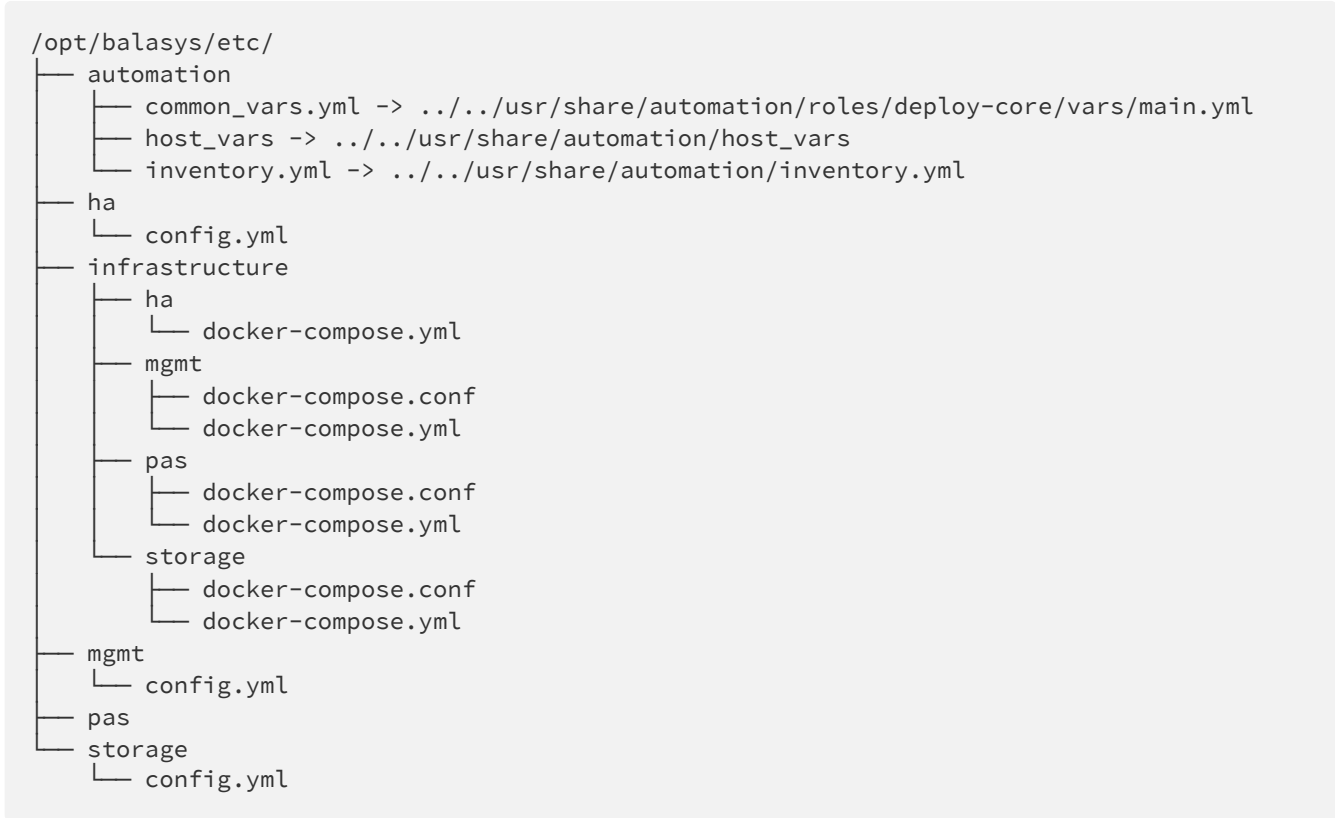 /opt/balasys/etc/
├── automation
│   ├── common_vars.yml -> ../../usr/share/automation/roles/deploy-core/vars/main.yml
│   ├── host_vars -> ../../usr/share/automation/host_vars
│   └── inventory.yml -> ../../usr/share/automation/inventory.yml
├── ha
│   └── config.yml
├── infrastructure
│   ├── ha
│   │   └── docker-compose.yml
│   ├── mgmt
│   │   ├── docker-compose.conf
│   │   └── docker-compose.yml
│   ├── pas
│   │   ├── docker-compose.conf
│   │   └── docker-compose.yml
│   └── storage
│       ├── docker-compose.conf
│       └── docker-compose.yml
├── mgmt
│   └── config.yml
├── pas
└── storage
    └── config.yml